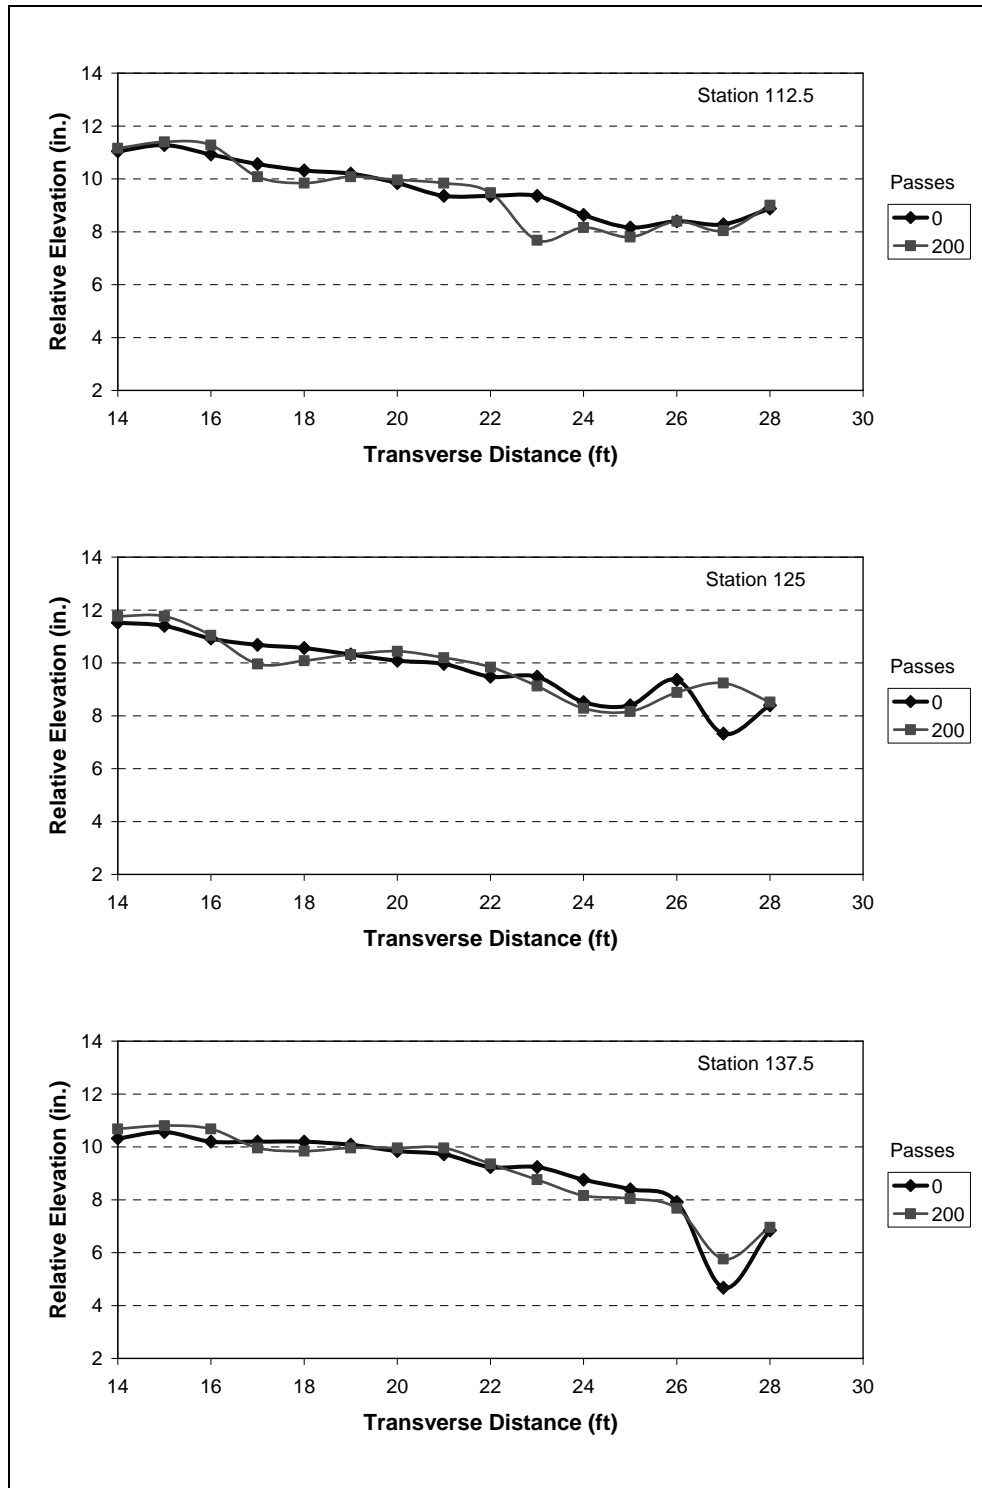 Station 112.5
14
12
10
8
6
4
2
Relative Elevation (in.)
14 16 18 20 22 24 26 28 30
Transverse Distance (ft)
Passes
0
200
Station 125
14
12
10
8
6
4
2
Relative Elevation (in.)
14 16 18 20 22 24 26 28 30
Transverse Distance (ft)
Passes
0
200
Station 137.5
14
12
10
8
6
4
2
Relative Elevation (in.)
14 16 18 20 22 24 26 28 30
Transverse Distance (ft)
Passes
0
200